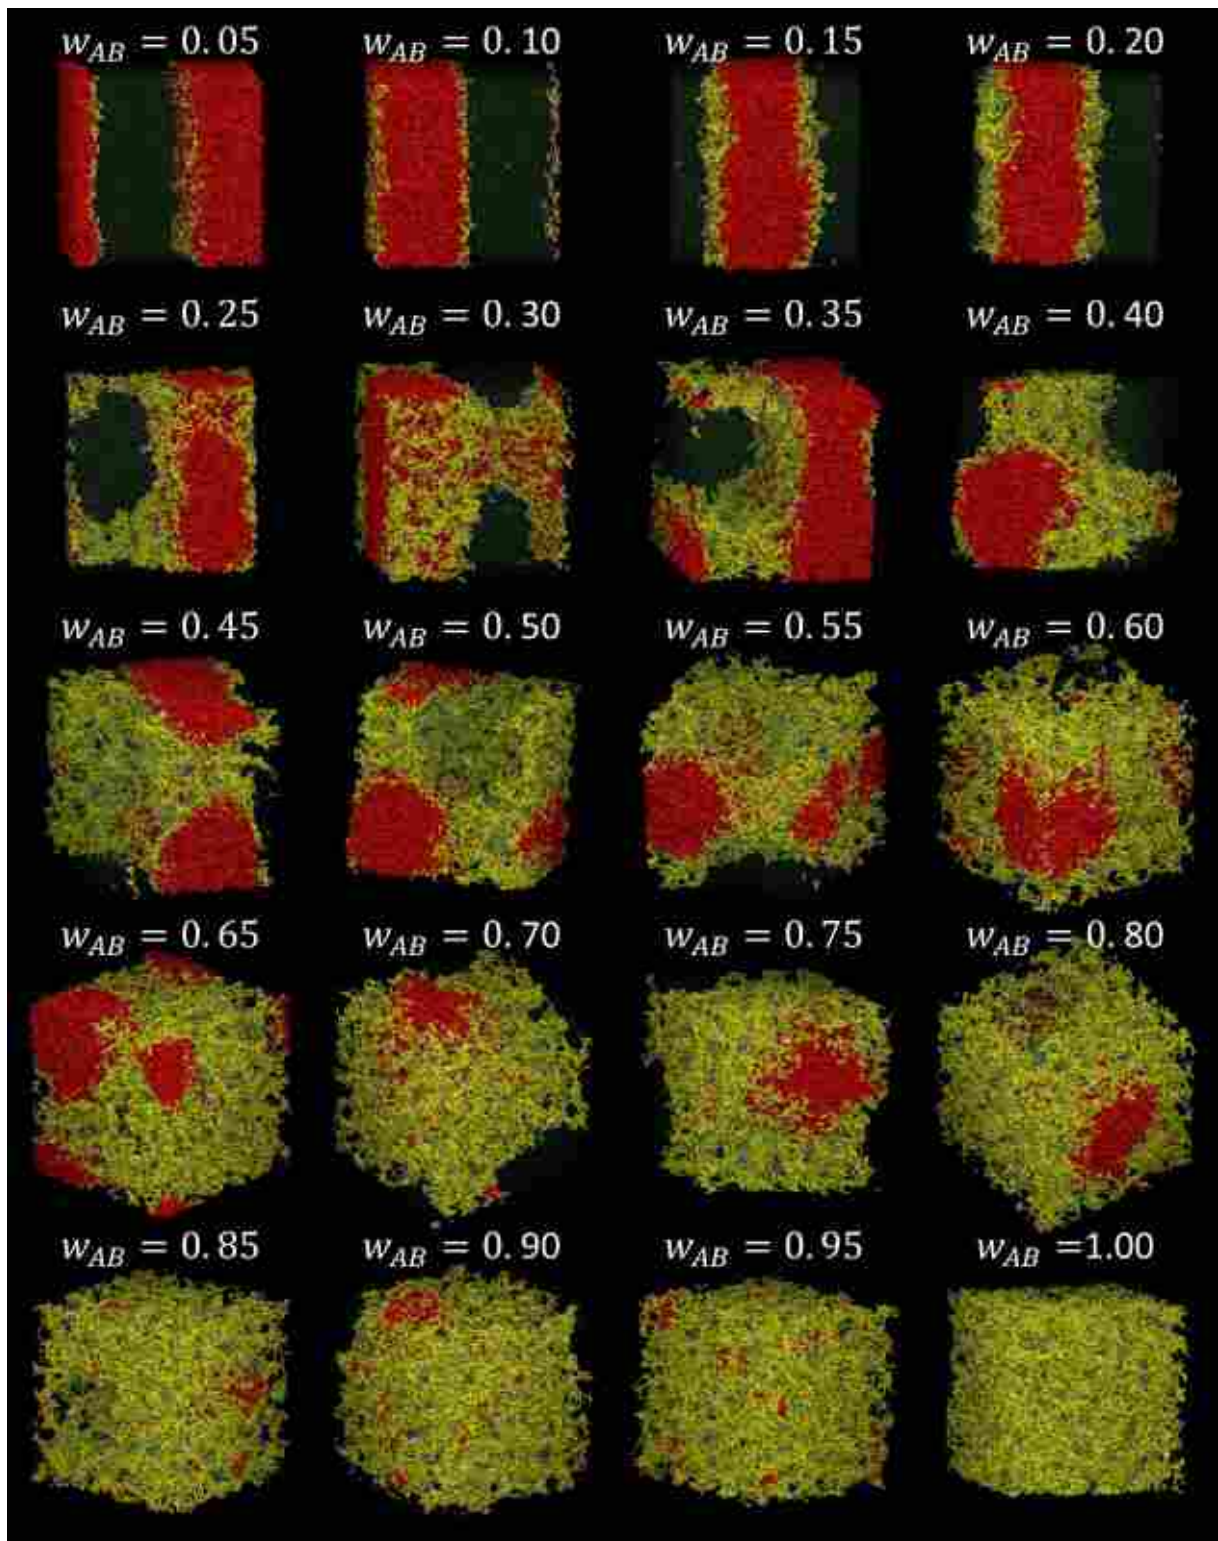 w_AB = 0.05 w_AB = 0.10 w_AB = 0.15 w_AB = 0.20
w_AB = 0.25 w_AB = 0.30 w_AB = 0.35 w_AB = 0.40
w_AB = 0.45 w_AB = 0.50 w_AB = 0.55 w_AB = 0.60
w_AB = 0.65 w_AB = 0.70 w_AB = 0.75 w_AB = 0.80
w_AB = 0.85 w_AB = 0.90 w_AB = 0.95 w_AB =1.00